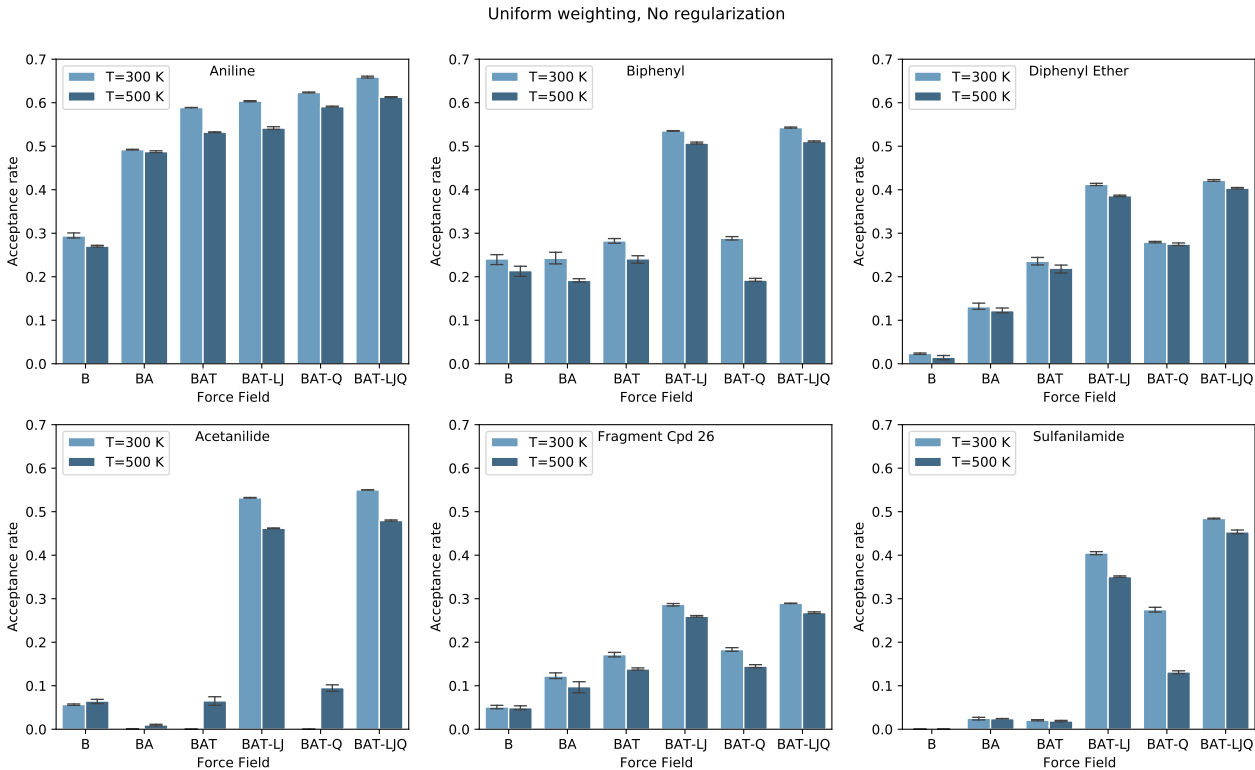 Uniform weighting, No regularization
Aniline
T=300 K
T=500 K
0.7
0.6
0.5
0.4
0.3
0.2
0.1
0.0
Acceptance rate
B BA BAT BAT-LJ BAT-Q BAT-LJQ
Force Field
Biphenyl
T=300 K
T=500 K
0.7
0.6
0.5
0.4
0.3
0.2
0.1
0.0
Acceptance rate
B BA BAT BAT-LJ BAT-Q BAT-LJQ
Force Field
Diphenyl Ether
T=300 K
T=500 K
0.7
0.6
0.5
0.4
0.3
0.2
0.1
0.0
Acceptance rate
B BA BAT BAT-LJ BAT-Q BAT-LJQ
Force Field
Acetanilide
T=300 K
T=500 K
0.7
0.6
0.5
0.4
0.3
0.2
0.1
0.0
Acceptance rate
B BA BAT BAT-LJ BAT-Q BAT-LJQ
Force Field
Fragment Cpd 26
T=300 K
T=500 K
0.7
0.6
0.5
0.4
0.3
0.2
0.1
0.0
Acceptance rate
B BA BAT BAT-LJ BAT-Q BAT-LJQ
Force Field
Sulfanilamide
T=300 K
T=500 K
0.7
0.6
0.5
0.4
0.3
0.2
0.1
0.0
Acceptance rate
B BA BAT BAT-LJ BAT-Q BAT-LJQ
Force Field